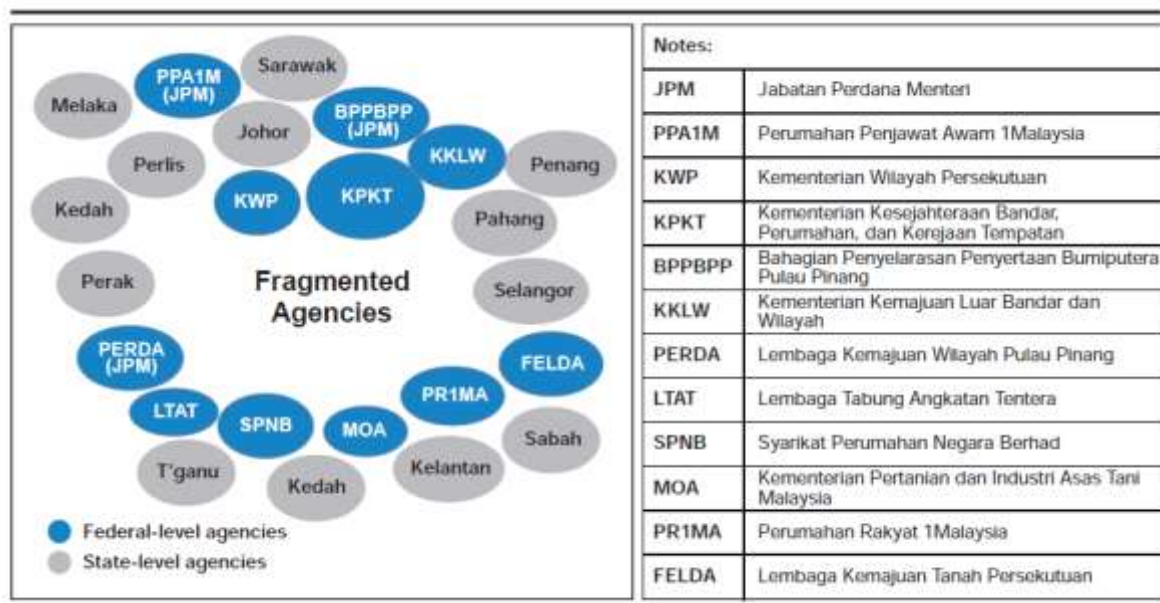 Sarawak
PPA1M
(JPM)
Melaka
BPPBPP
(JPM)
Johor
KKLW
Perlis
Penang
KWP
KPKT
Kedah
Pahang
Perak
Fragmented
Agencies
Selangor
PERDA
(JPM)
FELDA
PR1MA
LTAT
SPNB
MOA
Sabah
T'ganu
Kedah
Kelantan
Federal-level agencies
State-level agencies
Notes:
JPM Jabatan Perdana Menteri
PPA1M Perumahan Penjawat Awam 1Malaysia
KWP Kementerian Wilayah Persekutuan
KPKT Kementerian Kesejahteraan Bandar,
Perumahan, dan Kerejaan Tempatan
BPPBPP Bahagian Penyelarasan Penyertaan Bumiputera
Pulau Pinang
KKLW Kementerian Kemajuan Luar Bandar dan
Wilayah
PERDA Lembaga Kemajuan Wilayah Pulau Pinang
LTAT Lembaga Tabung Angkatan Tentera
SPNB Syarikat Perumahan Negara Berhad
MOA Kementerian Pertanian dan Industri Asas Tani
Malaysia
PR1MA Perumahan Rakyat 1Malaysia
FELDA Lembaga Kemajuan Tanah Persekutuan